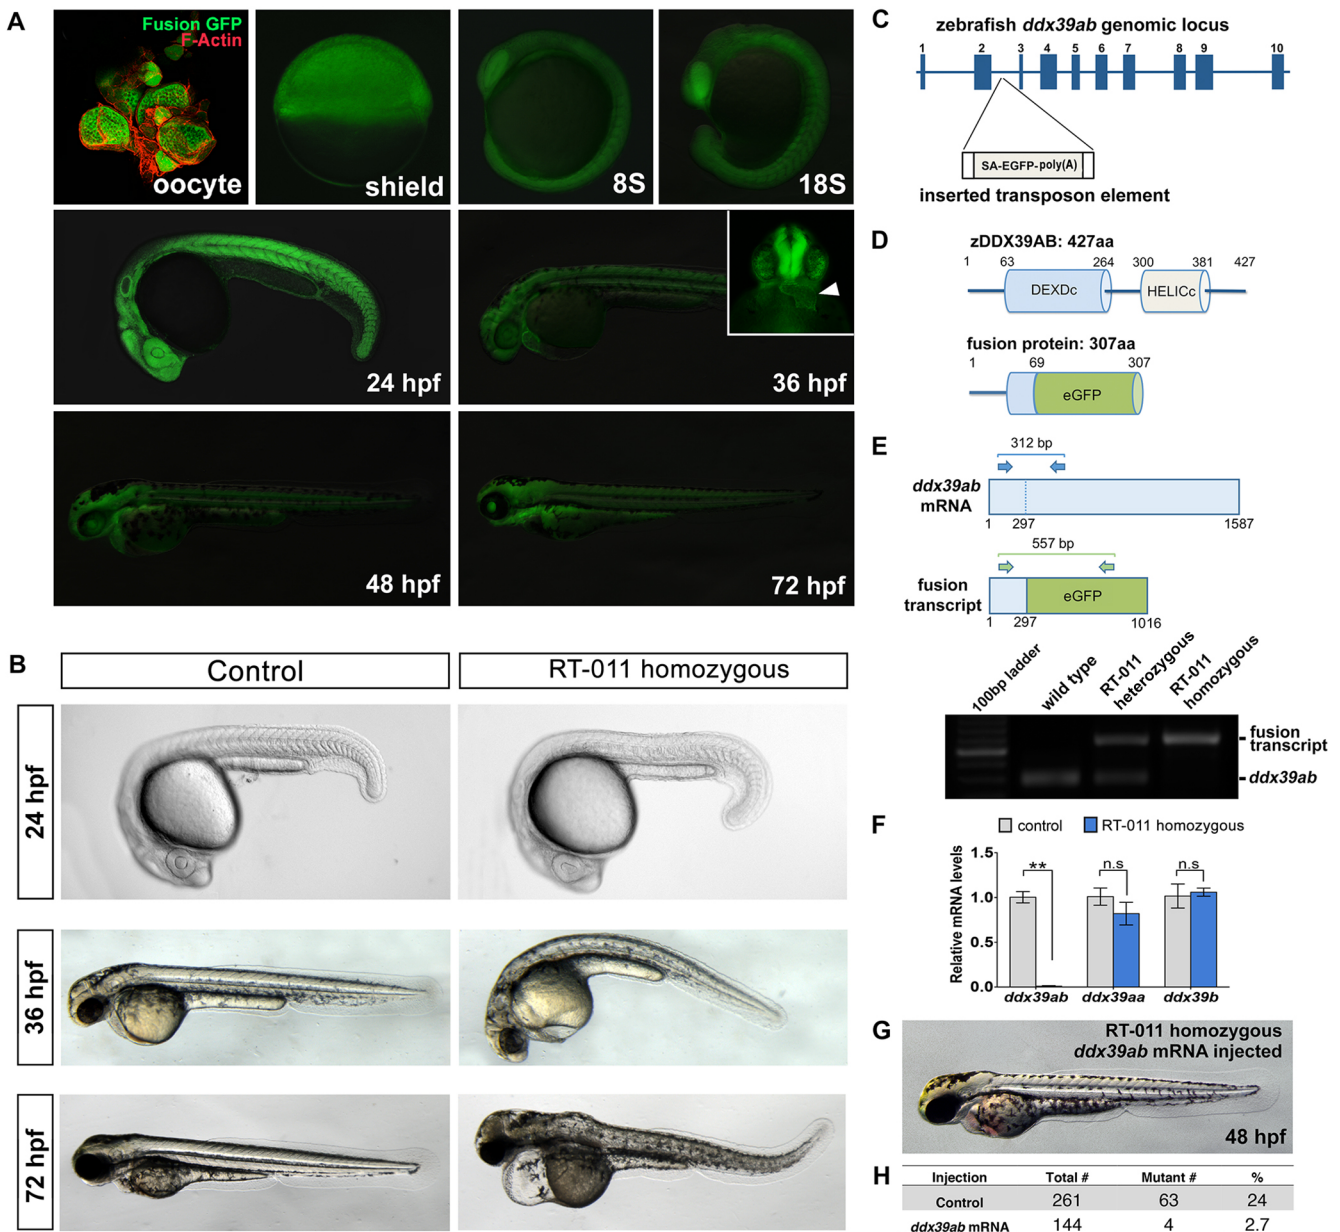 A
Fusion GFP
F-Actin
oocyte
shield
8S
18S
24 hpf
36 hpf
48 hpf
72 hpf
B
Control
RT-011 homozygous
24 hpf
36 hpf
72 hpf
C
zebrafish ddx39ab genomic locus
1 2 3 4 5 6 7 8 9 10
SA-EGFP-poly(A)
inserted transposon element
D
zDDX39AB: 427aa
1 63 264 300 381 427
DEXDc
HELICc
fusion protein: 307aa
1 69 307
eGFP
E
312 bp
ddx39ab
mRNA
1 297 1587
557 bp
fusion
transcript
eGFP
1 297 1016
100bp ladder
wild type
RT-011
heterozygous
RT-011
homozygous
fusion
transcript
ddx39ab
F
control
RT-011 homozygous
Relative mRNA levels
1.5
1.0
0.5
0.0
** n.s n.s
ddx39ab ddx39aa ddx39b
G
RT-011 homozygous
ddx39ab mRNA injected
48 hpf
H
Injection Total # Mutant # %
Control 261 63 24
ddx39ab mRNA 144 4 2.7